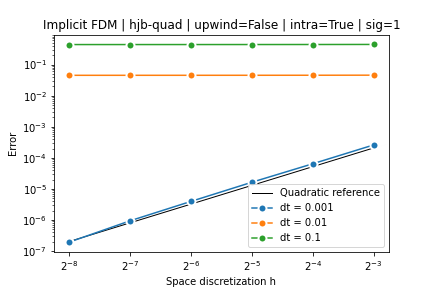 Implicit FDM | hjb-quad | upwind=False | intra=True | sig=1
Error
10⁻¹
10⁻²
10⁻³
10⁻⁴
10⁻⁵
10⁻⁶
10⁻⁷
Quadratic reference
dt = 0.001
dt = 0.01
dt = 0.1
2⁻⁸ 2⁻⁷ 2⁻⁶ 2⁻⁵ 2⁻⁴ 2⁻³
Space discretization h